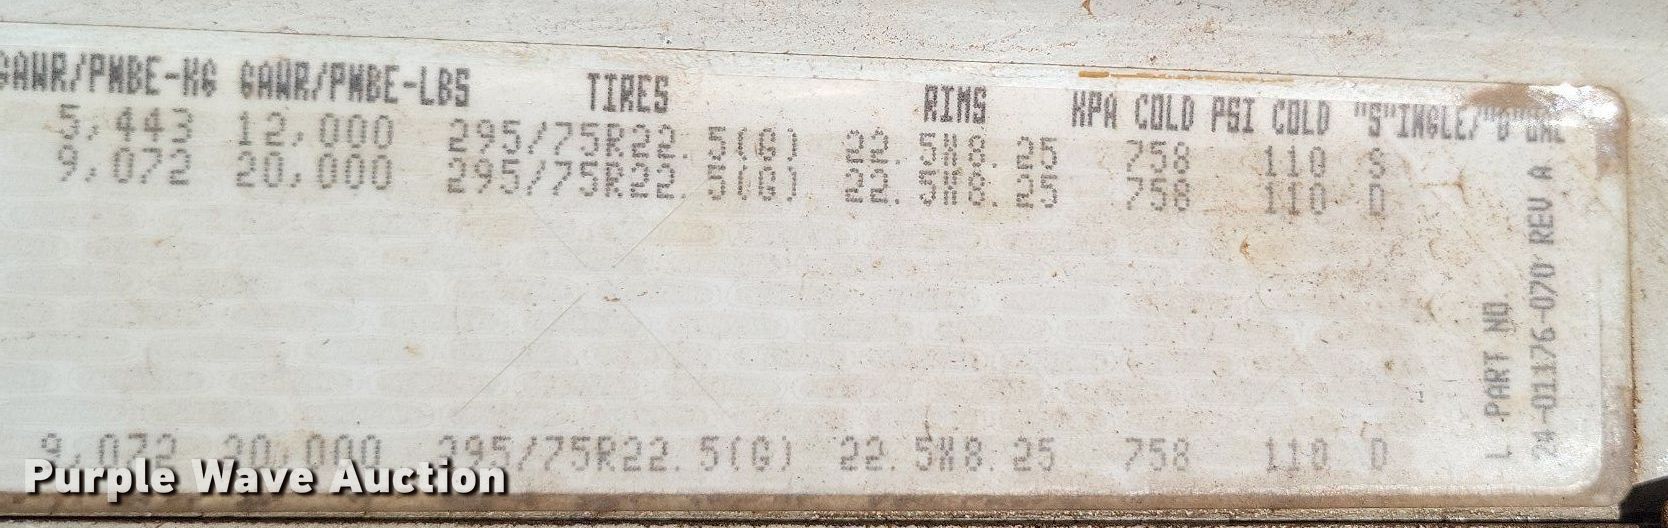 GAWR/PNBE-KG GAWR/PNBE-LBS TIRES RIMS KPA COLD PSI COLD "S"INGLE/"D"UAL
5,443 12,000 295/75R22.5(G) 22.5X8.25 758 110 S
9,072 20,000 295/75R22.5(G) 22.5X8.25 758 110 D
9,072 20,000 295/75R22.5(G) 22.5X8.25 758 110 D
L PART NO
24-01176-070 REV A
Purple Wave Auction